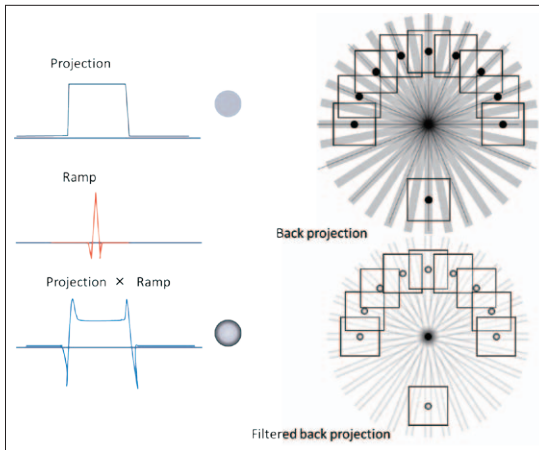 Projection
Ramp
Projection × Ramp
Back projection
Filtered back projection